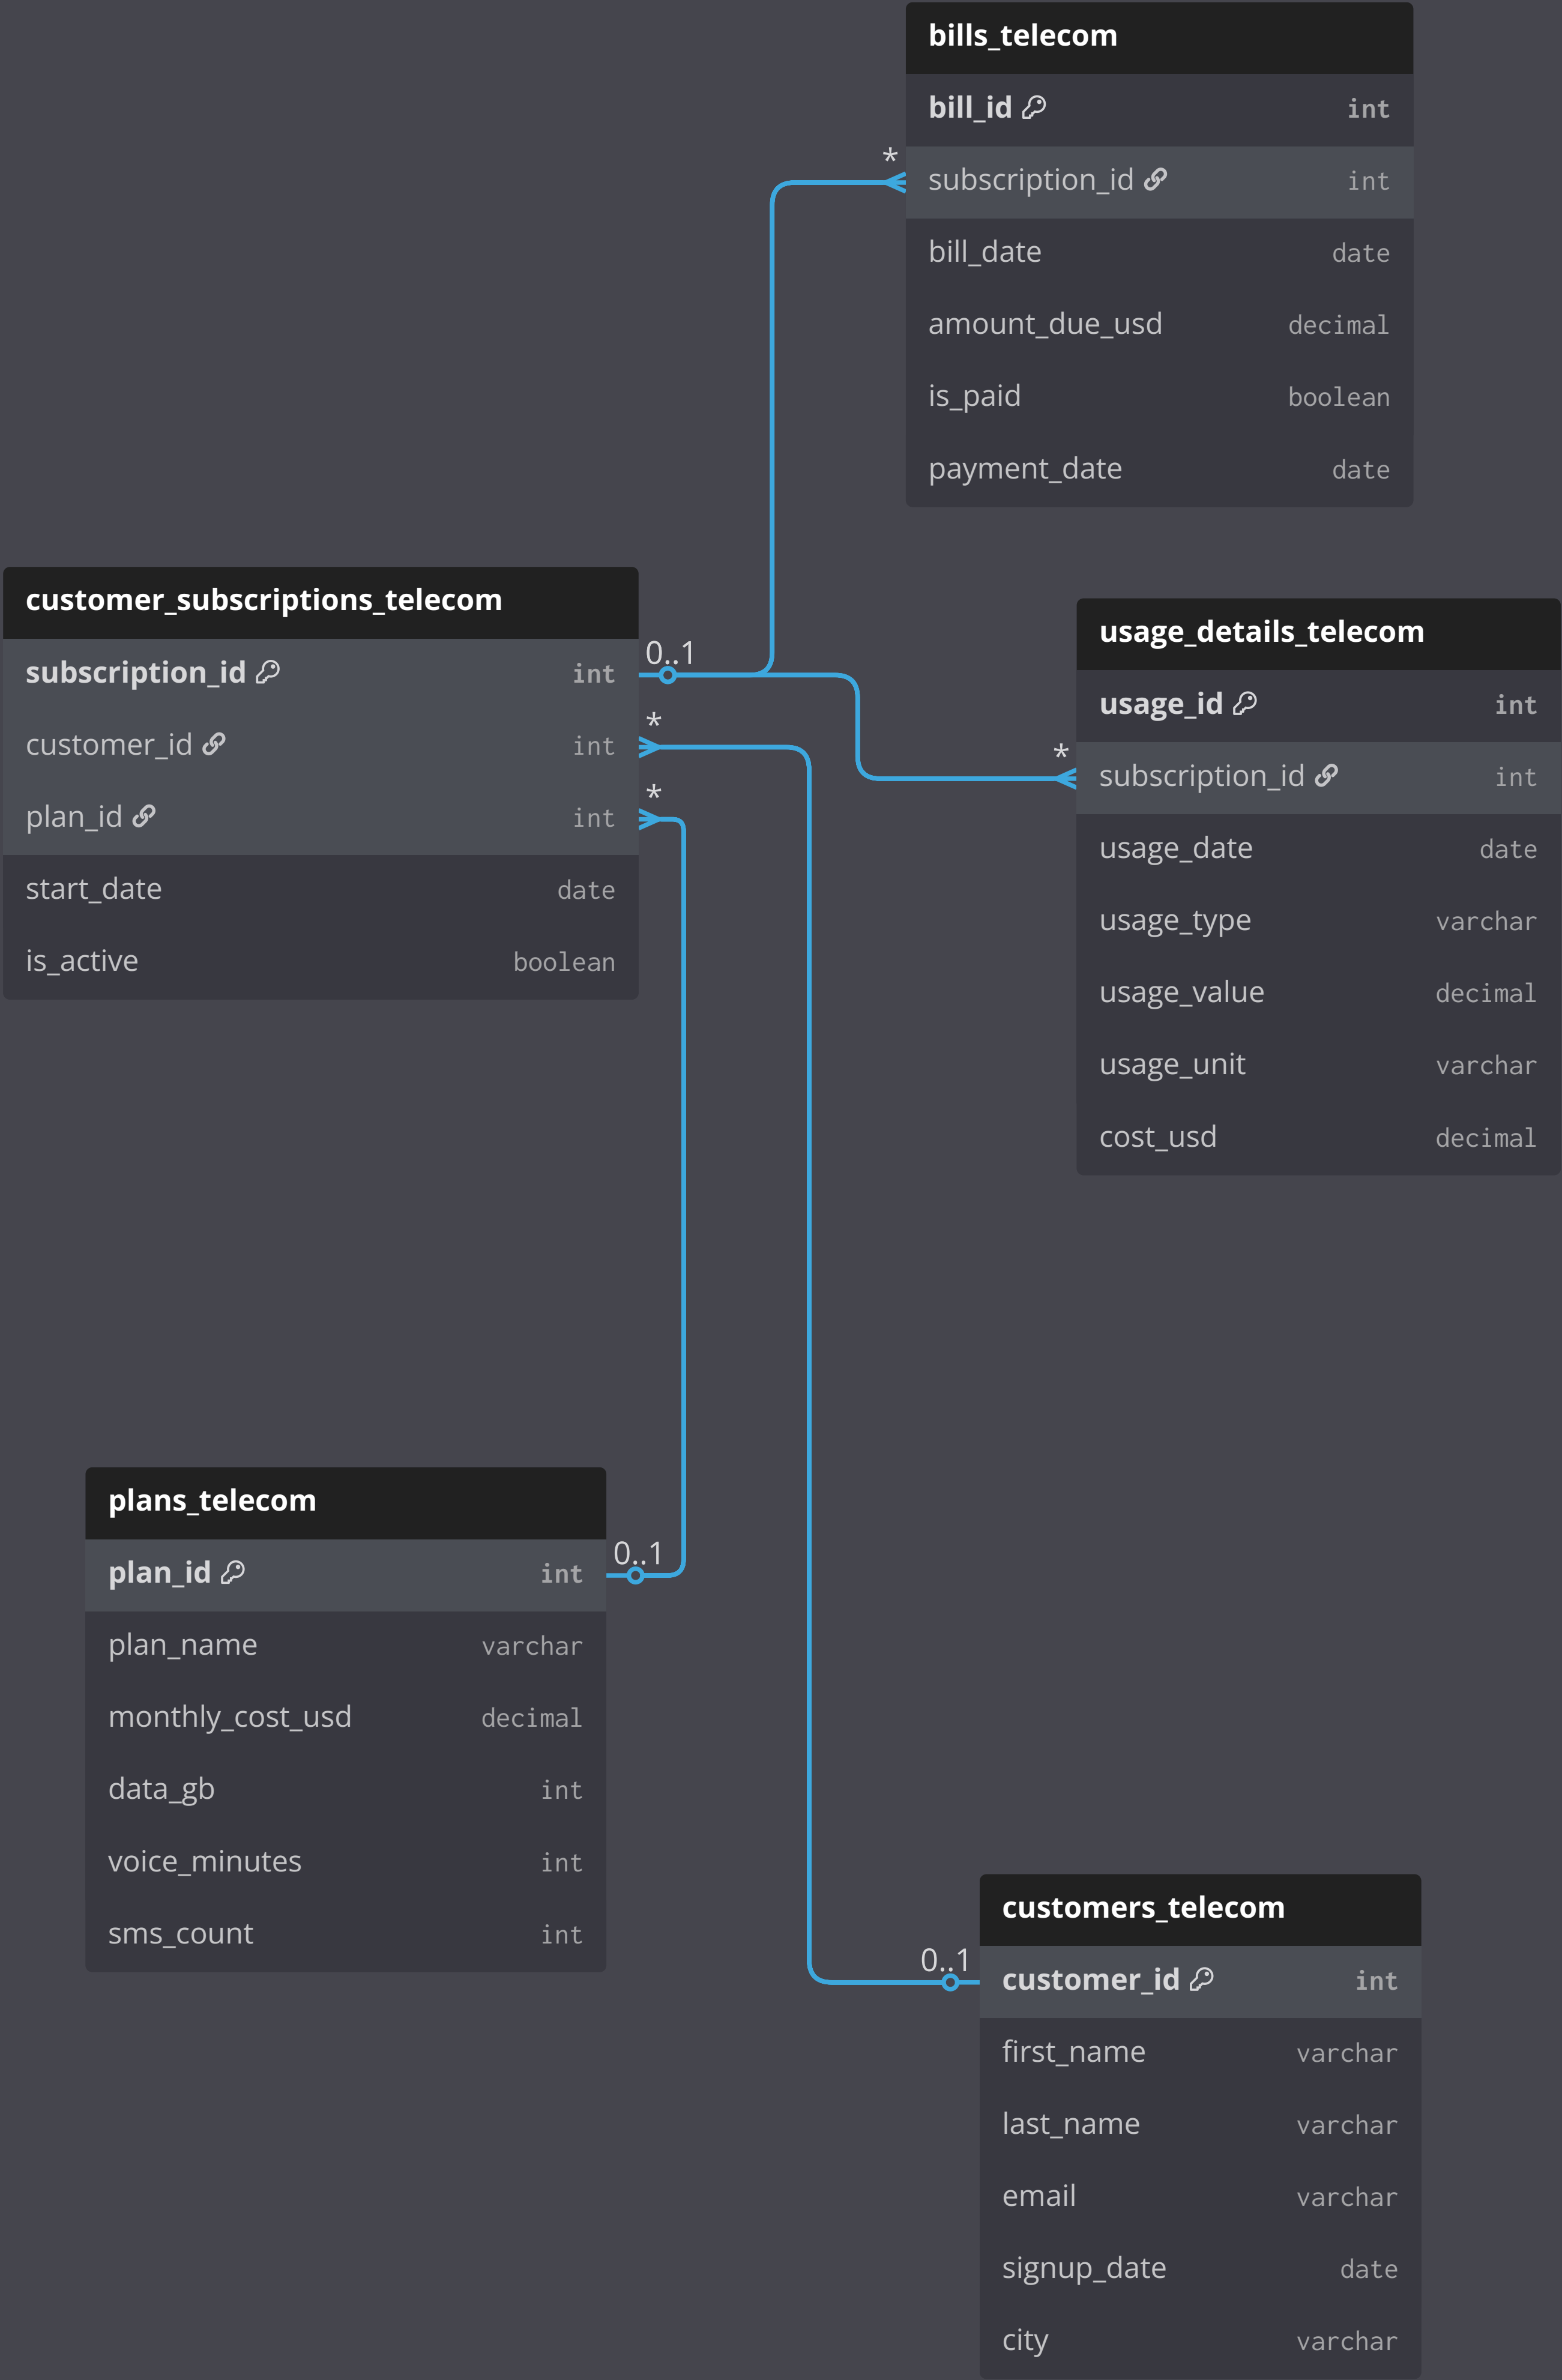 bills_telecom
bill_id int
* subscription_id int
bill_date date
amount_due_usd decimal
is_paid boolean
payment_date date
customer_subscriptions_telecom
subscription_id int 0..1
customer_id int *
plan_id int *
start_date date
is_active boolean
usage_details_telecom
usage_id int
* subscription_id int
usage_date date
usage_type varchar
usage_value decimal
usage_unit varchar
cost_usd decimal
plans_telecom
plan_id int 0..1
plan_name varchar
monthly_cost_usd decimal
data_gb int
voice_minutes int
sms_count int
customers_telecom
0..1 customer_id int
first_name varchar
last_name varchar
email varchar
signup_date date
city varchar